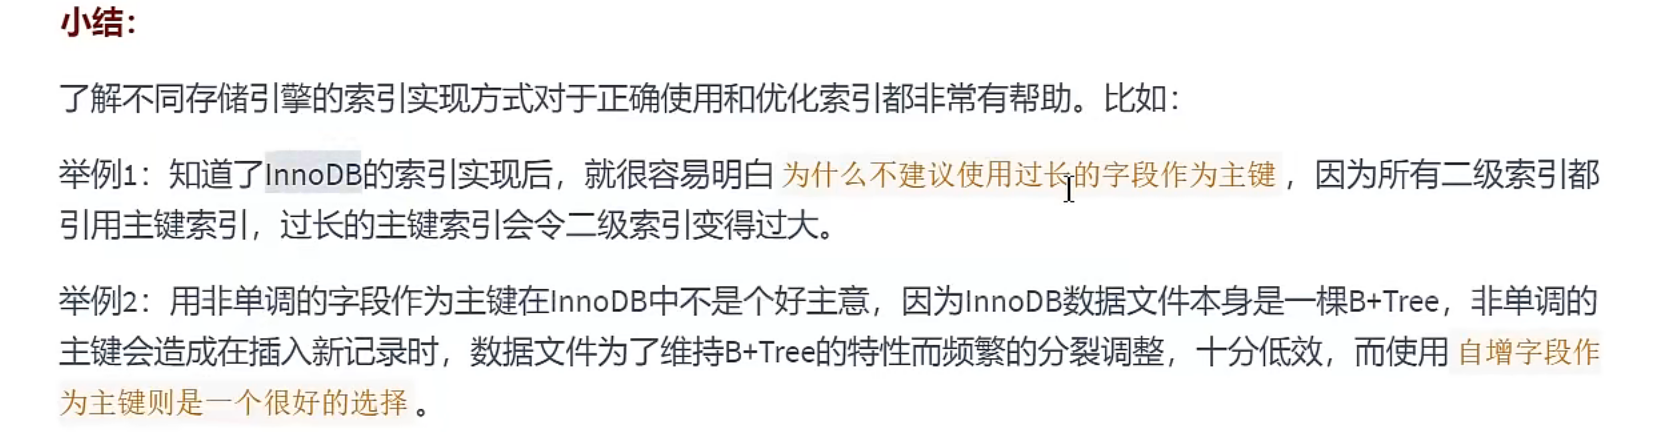 小结：
了解不同存储引擎的索引实现方式对于正确使用和优化索引都非常有帮助。比如：
举例1：知道了InnoDB的索引实现后，就很容易明白 为什么不建议使用过长的字段作为主键 ，因为所有二级索引都
引用主键索引，过长的主键索引会令二级索引变得过大。
举例2：用非单调的字段作为主键在InnoDB中不是个好主意，因为InnoDB数据文件本身是一棵B+Tree，非单调的
主键会造成在插入新记录时，数据文件为了维持B+Tree的特性而频繁的分裂调整，十分低效，而使用 自增字段作
为主键则是一个很好的选择 。